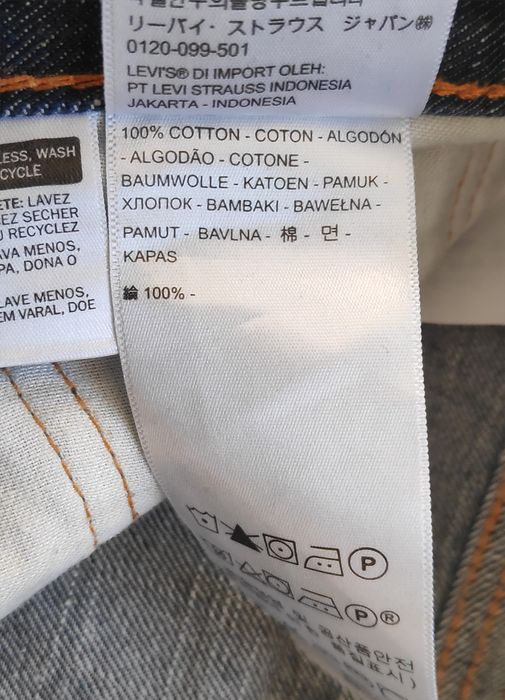 リーバイ・ストラウス ジャパン㈱
0120-099-501
LEVI'S® DI IMPORT OLEH:
PT LEVI STRAUSS INDONESIA
JAKARTA - INDONESIA
LESS, WASH
CYCLE
LAVEZ
SECHER
RECYCLEZ
AVA MENOS,
DONA O
LAVE MENOS,
EM VARAL, DOE
100% COTTON - COTON - ALGODÓN
- ALGODÃO - COTONE -
BAUMWOLLE - KATOEN - PAMUK -
ХЛОПОК - BAMBAKI - BAWEŁNA -
PAMUT - BAVLNA - 棉 - 면 -
KAPAS
綸 100% -
P
P®